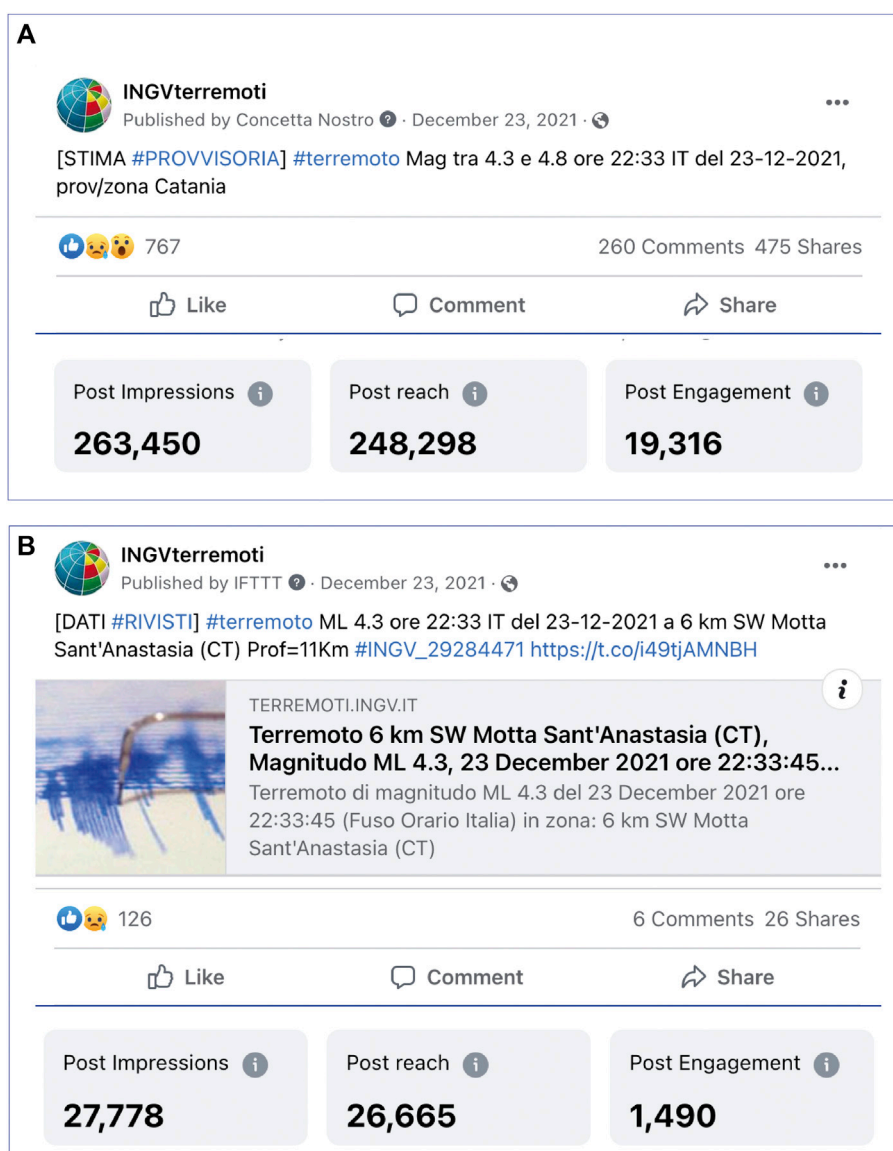 A
INGVterremoti
Published by Concetta Nostro · December 23, 2021 ·
[STIMA #PROVVISORIA] #terremoto Mag tra 4.3 e 4.8 ore 22:33 IT del 23-12-2021,
prov/zona Catania
767 260 Comments 475 Shares
Like Comment Share
Post Impressions Post reach Post Engagement
263,450 248,298 19,316
B
INGVterremoti
Published by IFTTT · December 23, 2021 ·
[DATI #RIVISTI] #terremoto ML 4.3 ore 22:33 IT del 23-12-2021 a 6 km SW Motta
Sant'Anastasia (CT) Prof=11Km #INGV_29284471 https://t.co/i49tjAMNBH
TERREMOTI.INGV.IT
Terremoto 6 km SW Motta Sant'Anastasia (CT),
Magnitudo ML 4.3, 23 December 2021 ore 22:33:45...
Terremoto di magnitudo ML 4.3 del 23 December 2021 ore
22:33:45 (Fuso Orario Italia) in zona: 6 km SW Motta
Sant'Anastasia (CT)
126 6 Comments 26 Shares
Like Comment Share
Post Impressions Post reach Post Engagement
27,778 26,665 1,490